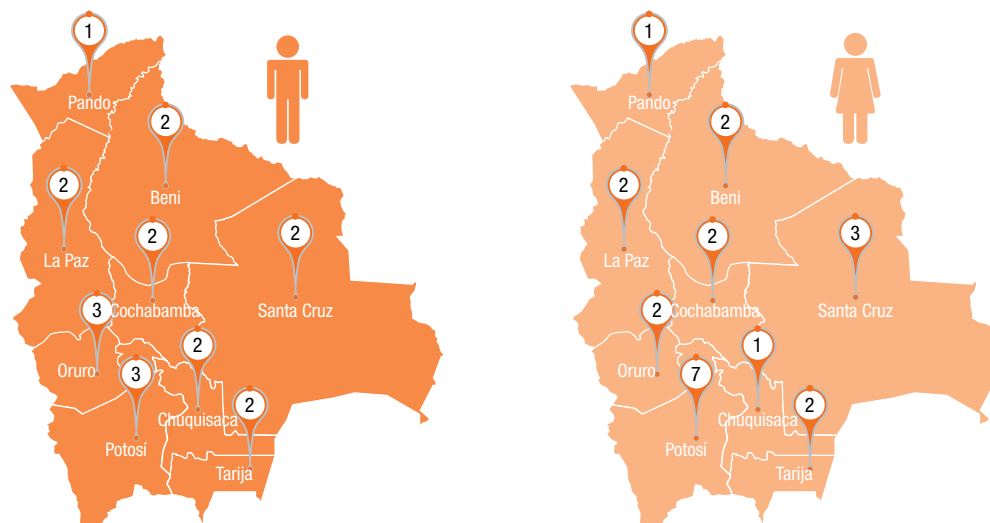 1
Pando
2
Beni
2
La Paz
2
Cochabamba
2
Santa Cruz
3
Oruro
3
Potosí
2
Chuquisaca
2
Tarija
1
Pando
2
Beni
2
La Paz
2
Cochabamba
3
Santa Cruz
2
Oruro
7
Potosí
1
Chuquisaca
2
Tarija